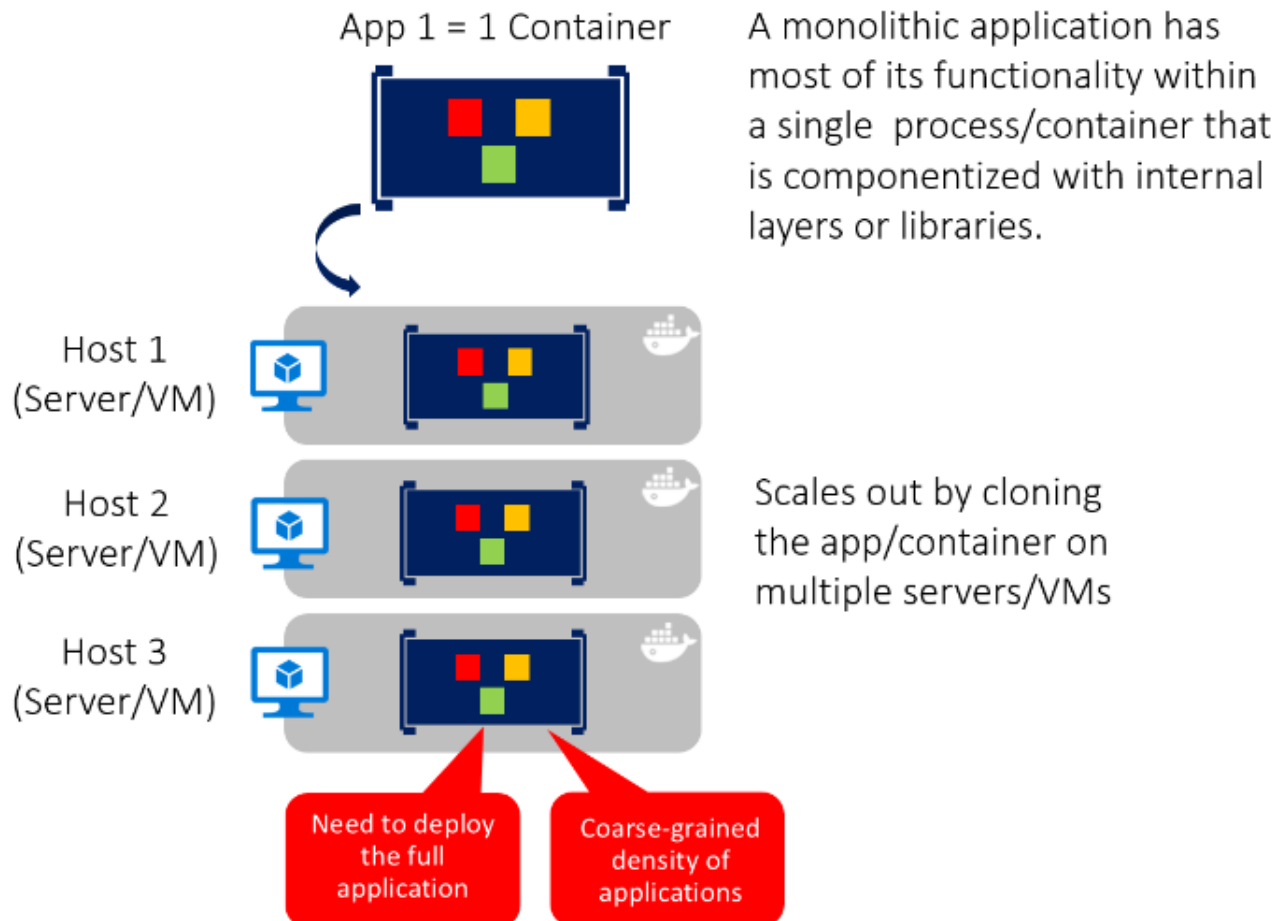 App 1 = 1 Container
A monolithic application has
most of its functionality within
a single process/container that
is componentized with internal
layers or libraries.
Host 1
(Server/VM)
Host 2
(Server/VM)
Scales out by cloning
the app/container on
multiple servers/VMs
Host 3
(Server/VM)
Need to deploy
the full
application
Coarse-grained
density of
applications